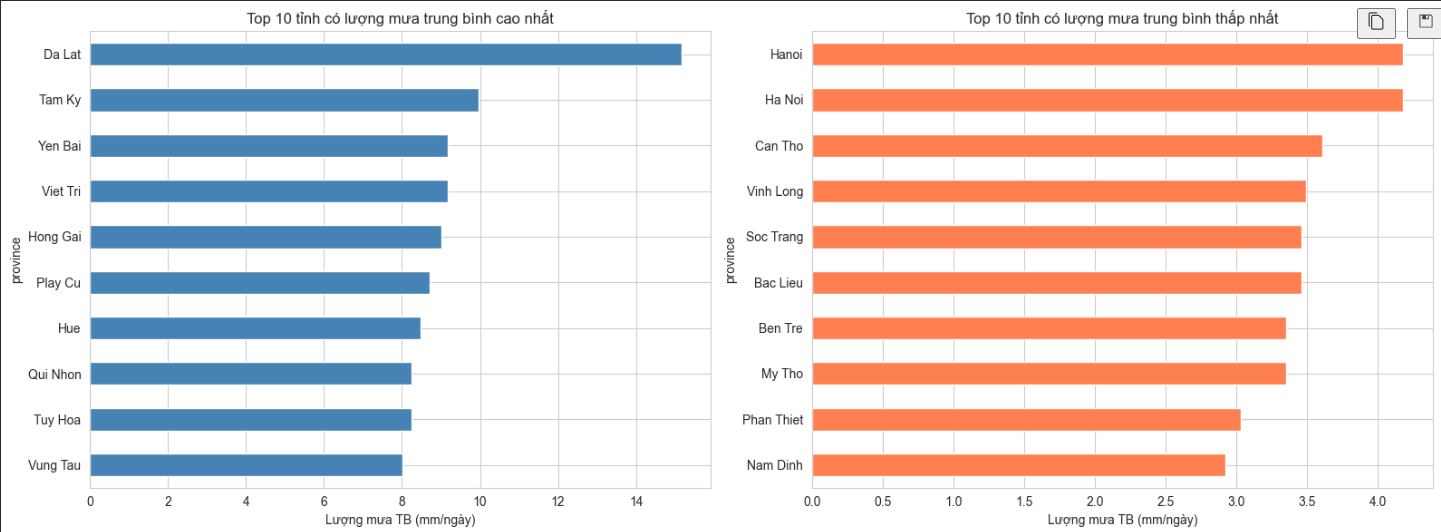 Top 10 tỉnh có lượng mưa trung bình cao nhất
Da Lat
Tam Ky
Yen Bai
Viet Tri
Hong Gai
Play Cu
Hue
Qui Nhon
Tuy Hoa
Vung Tau
province
0 2 4 6 8 10 12 14
Lượng mưa TB (mm/ngày)
Top 10 tỉnh có lượng mưa trung bình thấp nhất
Hanoi
Ha Noi
Can Tho
Vinh Long
Soc Trang
Bac Lieu
Ben Tre
My Tho
Phan Thiet
Nam Dinh
province
0.0 0.5 1.0 1.5 2.0 2.5 3.0 3.5 4.0
Lượng mưa TB (mm/ngày)